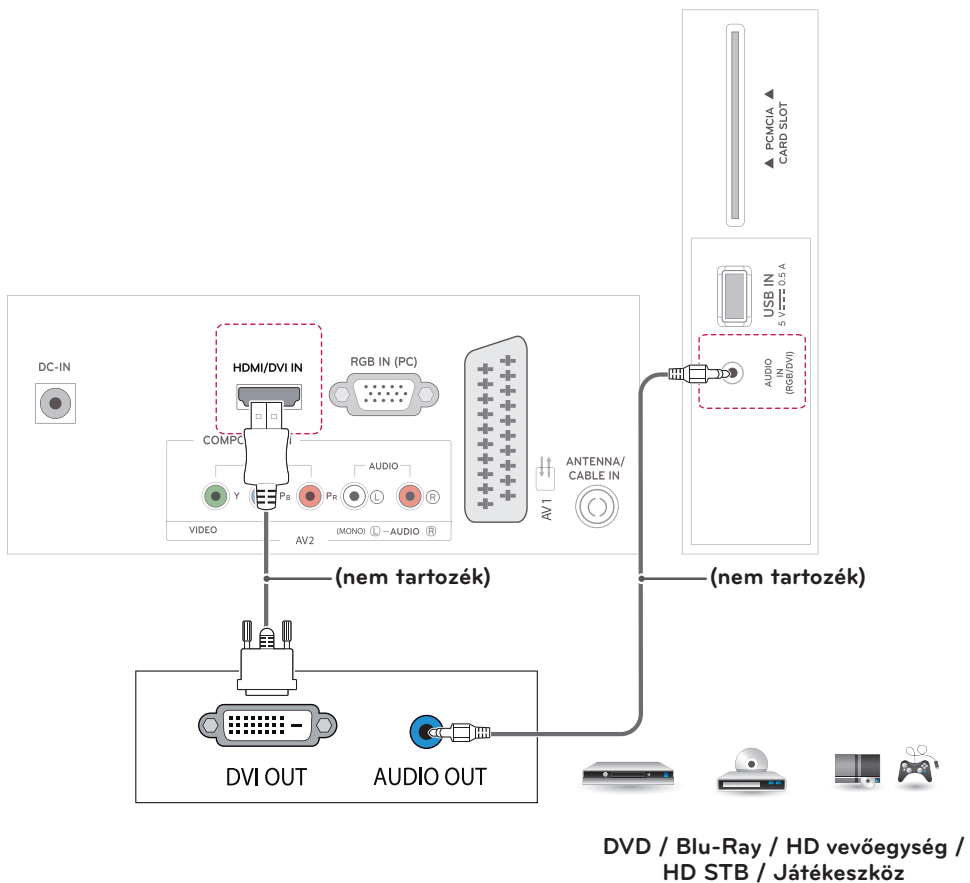 ▲ PCMCIA ▲
CARD SLOT
USB IN
5 V 0.5 A
AUDIO
IN
(RGB/DVI)
DC-IN
HDMI/DVI IN
RGB IN (PC)
AUDIO
Y
PB
PR
L
R
VIDEO
AV2
(MONO) L AUDIO R
AV 1
ANTENNA/
CABLE IN
(nem tartozék)
(nem tartozék)
DVI OUT
AUDIO OUT
DVD / Blu-Ray / HD vevőegység /
HD STB / Játékeszköz